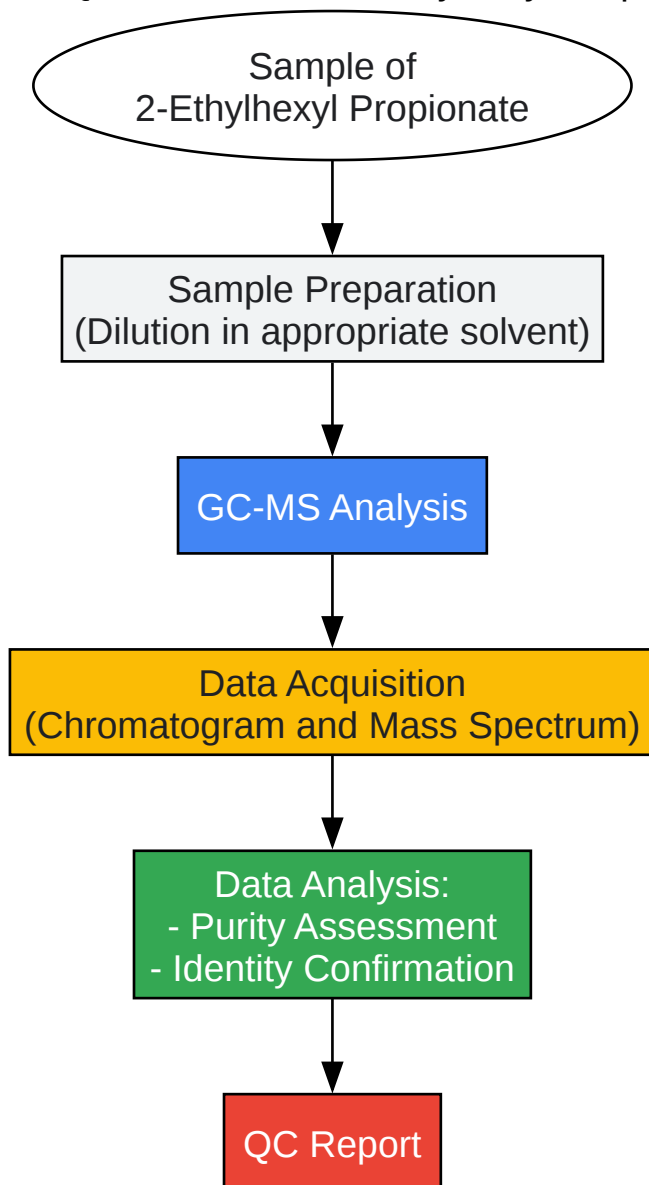 Sample of
2-Ethylhexyl Propionate
Sample Preparation
(Dilution in appropriate solvent)
GC-MS Analysis
Data Acquisition
(Chromatogram and Mass Spectrum)
Data Analysis:
- Purity Assessment
- Identity Confirmation
QC Report